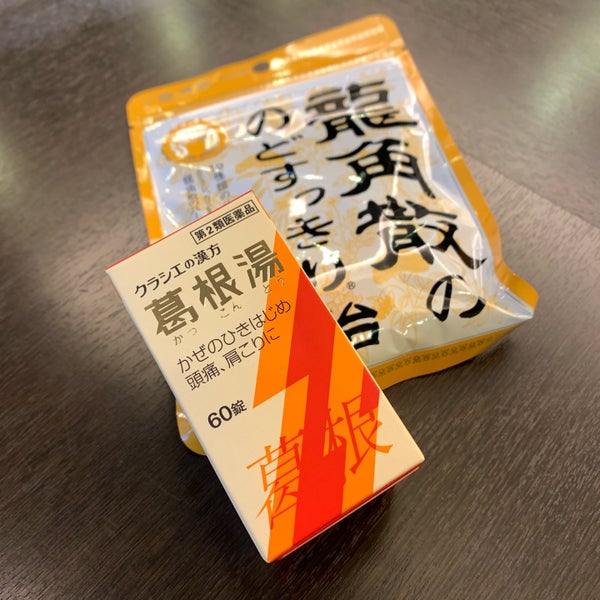 龍角散の
のどすっきり®
第2類医薬品
クラシエの漢方
葛根湯
かっこんとう
かぜのひきはじめ
頭痛、肩こりに
60錠
葛根